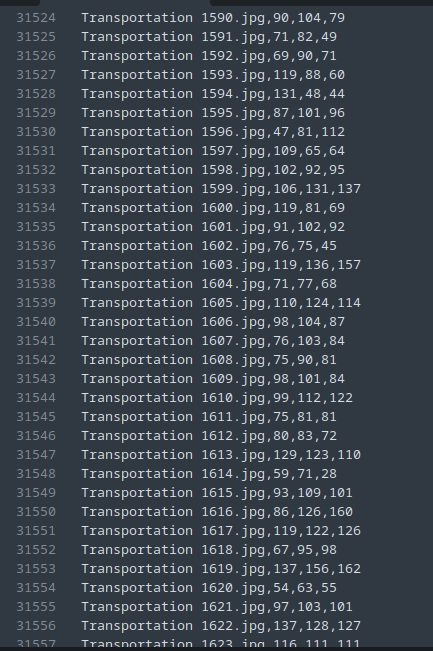 31524 Transportation 1590.jpg,90,104,79
31525 Transportation 1591.jpg,71,82,49
31526 Transportation 1592.jpg,69,90,71
31527 Transportation 1593.jpg,119,88,60
31528 Transportation 1594.jpg,131,48,44
31529 Transportation 1595.jpg,87,101,96
31530 Transportation 1596.jpg,47,81,112
31531 Transportation 1597.jpg,109,65,64
31532 Transportation 1598.jpg,102,92,95
31533 Transportation 1599.jpg,106,131,137
31534 Transportation 1600.jpg,119,81,69
31535 Transportation 1601.jpg,91,102,92
31536 Transportation 1602.jpg,76,75,45
31537 Transportation 1603.jpg,119,136,157
31538 Transportation 1604.jpg,71,77,68
31539 Transportation 1605.jpg,110,124,114
31540 Transportation 1606.jpg,98,104,87
31541 Transportation 1607.jpg,76,103,84
31542 Transportation 1608.jpg,75,90,81
31543 Transportation 1609.jpg,98,101,84
31544 Transportation 1610.jpg,99,112,122
31545 Transportation 1611.jpg,75,81,81
31546 Transportation 1612.jpg,80,83,72
31547 Transportation 1613.jpg,129,123,110
31548 Transportation 1614.jpg,59,71,28
31549 Transportation 1615.jpg,93,109,101
31550 Transportation 1616.jpg,86,126,160
31551 Transportation 1617.jpg,119,122,126
31552 Transportation 1618.jpg,67,95,98
31553 Transportation 1619.jpg,137,156,162
31554 Transportation 1620.jpg,54,63,55
31555 Transportation 1621.jpg,97,103,101
31556 Transportation 1622.jpg,137,128,127
31557 Transportation 1623.jpg,116,111,111